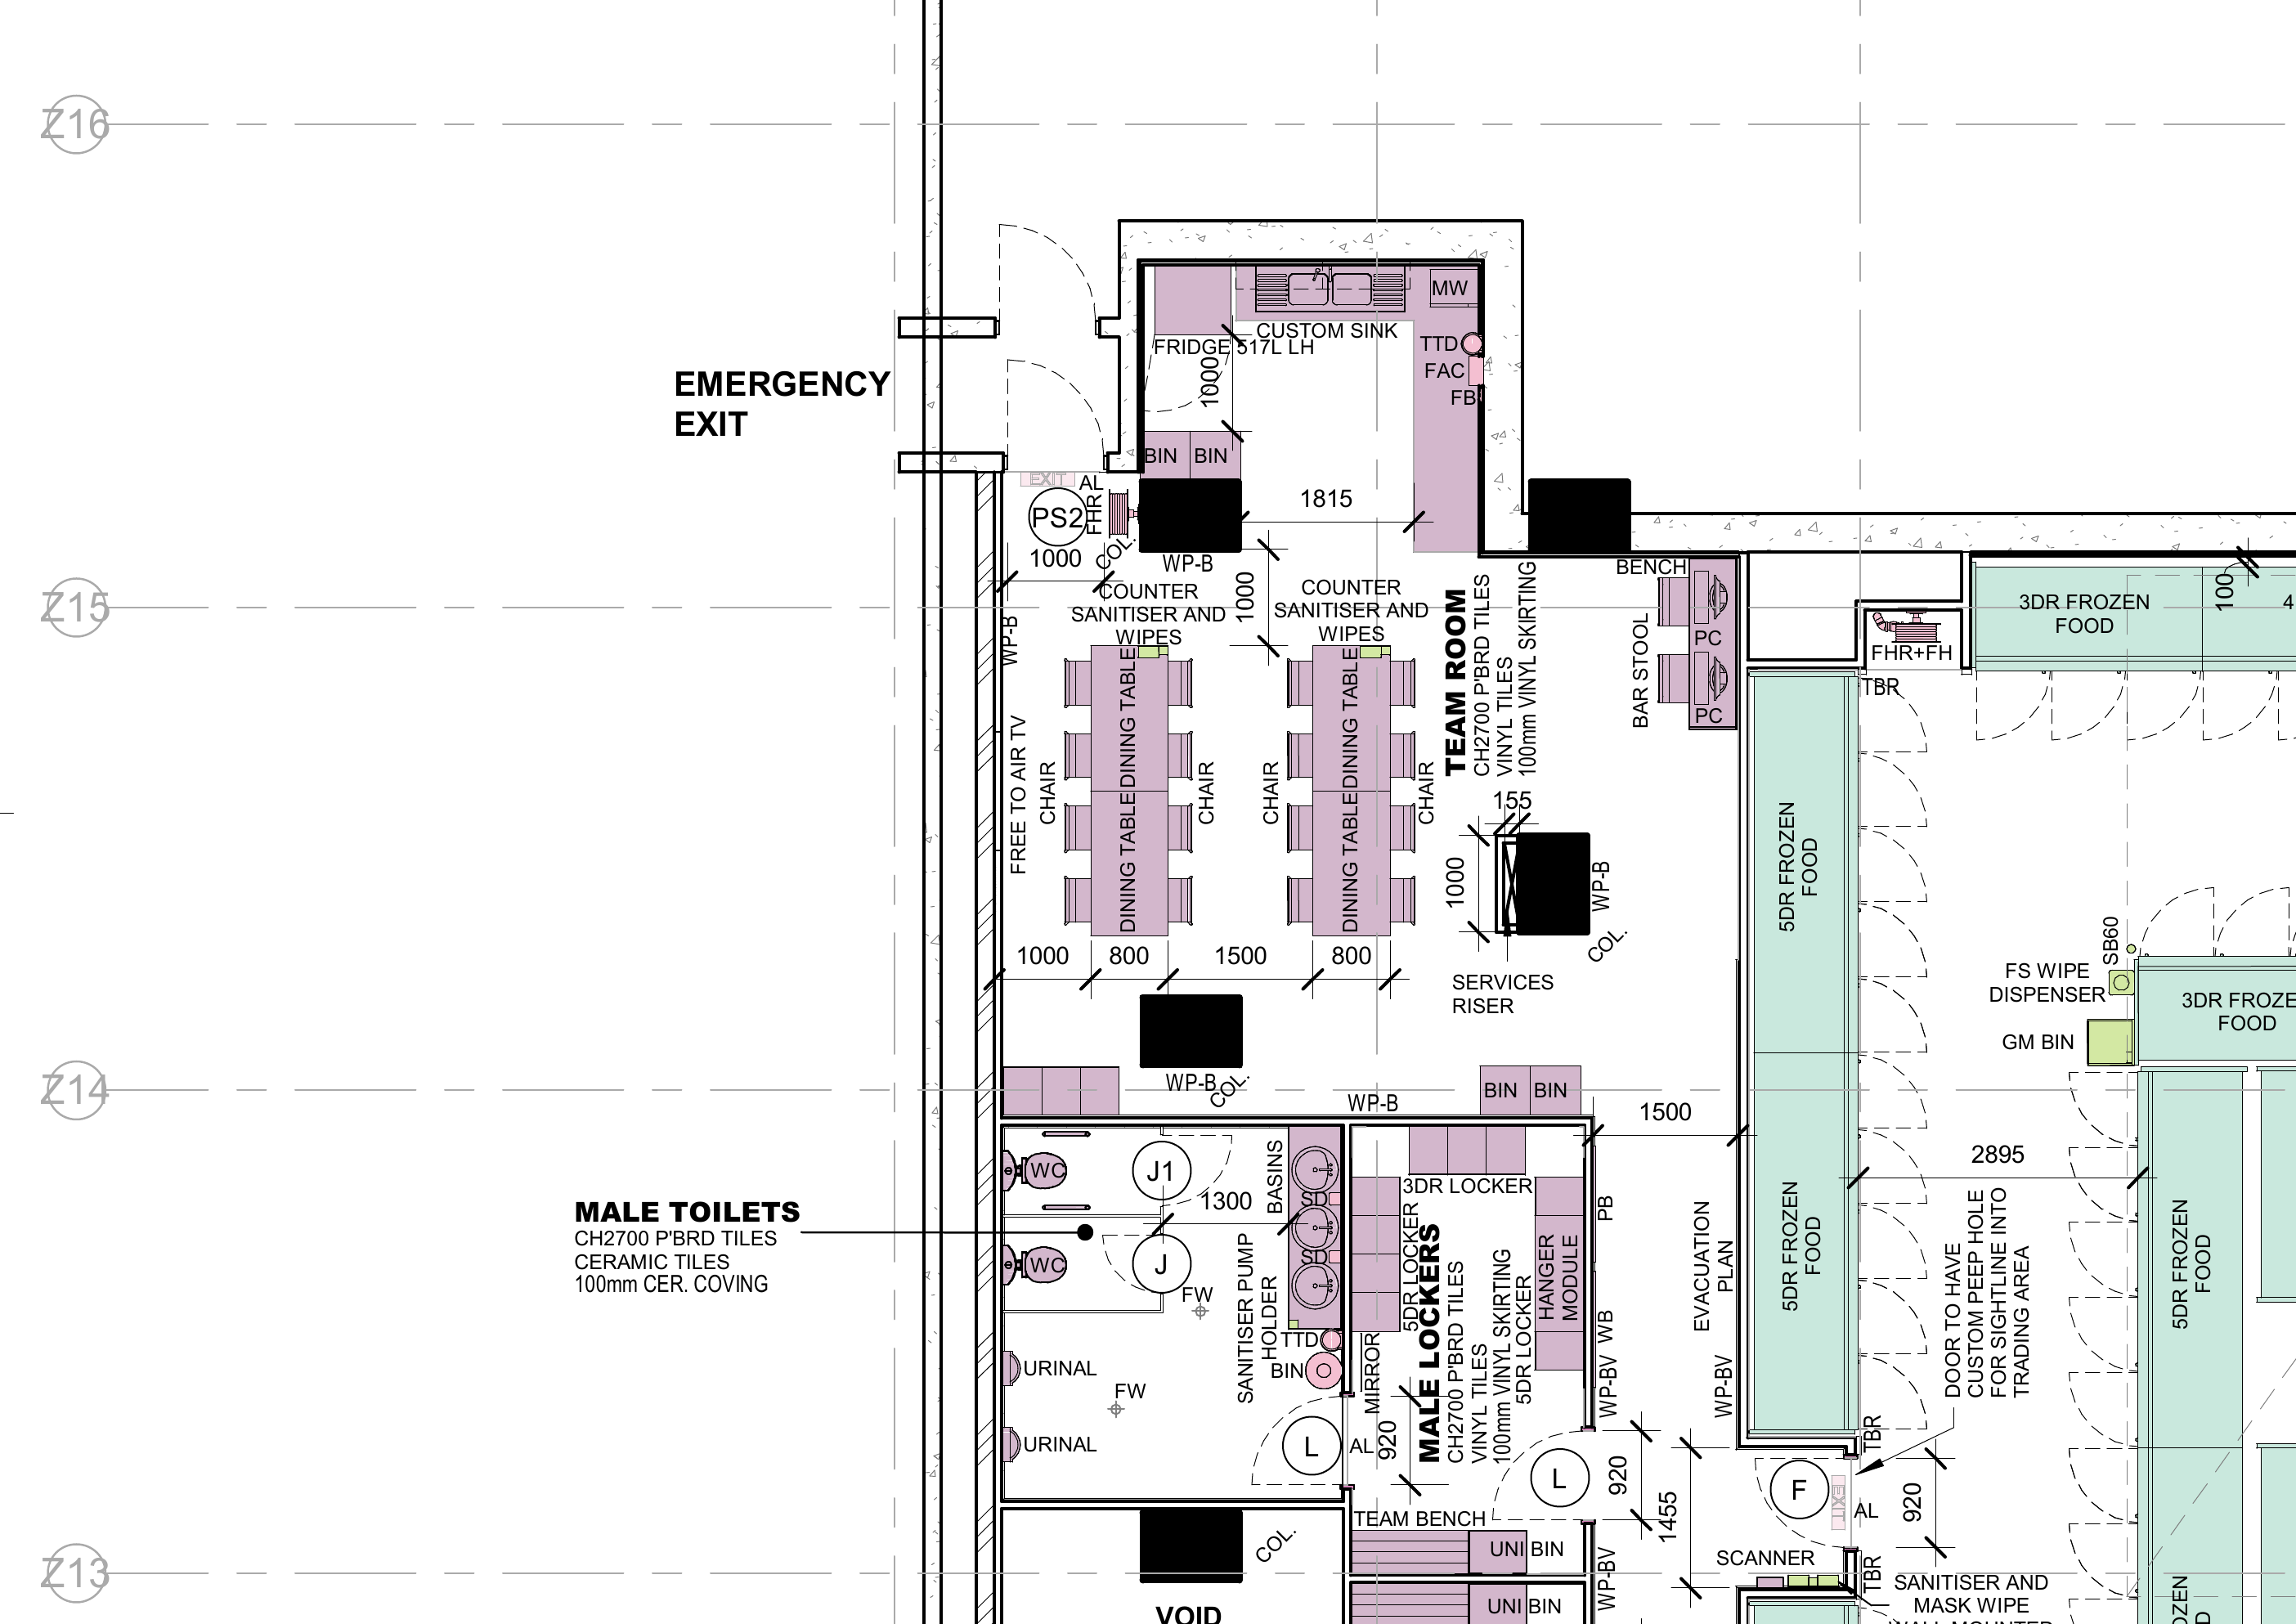 Z16
MW
CUSTOM SINK
FRIDGE 517L LH
TTD
FAC
FB
1000
EMERGENCY
EXIT
BIN
BIN
EXIT
AL
FHR
PS2
COL.
1000
1815
WP-B
1000
BENCH
COUNTER
SANITISER AND
WIPES
COUNTER
SANITISER AND
WIPES
Z15
WP-B
TEAM ROOM
CH2700 P'BRD TILES
VINYL TILES
100mm VINYL SKIRTING
BAR STOOL
PC
PC
100
3DR FROZEN
FOOD
4
FHR+FH
TBR
FREE TO AIR TV
CHAIR
DINING TABLE
DINING TABLE
CHAIR
CHAIR
DINING TABLE
DINING TABLE
CHAIR
155
1000
WP-B
COL.
SERVICES
RISER
5DR FROZEN
FOOD
1000
800
1500
800
SB60
FS WIPE
DISPENSER
GM BIN
3DR FROZE
FOOD
Z14
WP-B
COL.
WP-B
BIN
BIN
1500
2895
WC
J1
1300
BASINS
SD
SD
WC
J
FW
MALE TOILETS
CH2700 P'BRD TILES
CERAMIC TILES
100mm CER. COVING
SANITISER PUMP
HOLDER
TTD
BIN
URINAL
FW
URINAL
L
AL
920
MIRROR
3DR LOCKER
5DR LOCKER
MALE LOCKERS
CH2700 P'BRD TILES
VINYL TILES
100mm VINYL SKIRTING
5DR LOCKER
HANGER
MODULE
PB
WB
WP-BV
EVACUATION
PLAN
WP-BV
5DR FROZEN
FOOD
DOOR TO HAVE
CUSTOM PEEP HOLE
FOR SIGHTLINE INTO
TRADING AREA
5DR FROZEN
FOOD
L
920
1455
F
EXIT
AL
TBR
920
TEAM BENCH
UNI BIN
COL.
Z13
SCANNER
TBR
SANITISER AND
MASK WIPE
WP-BV
UNI BIN
VOID